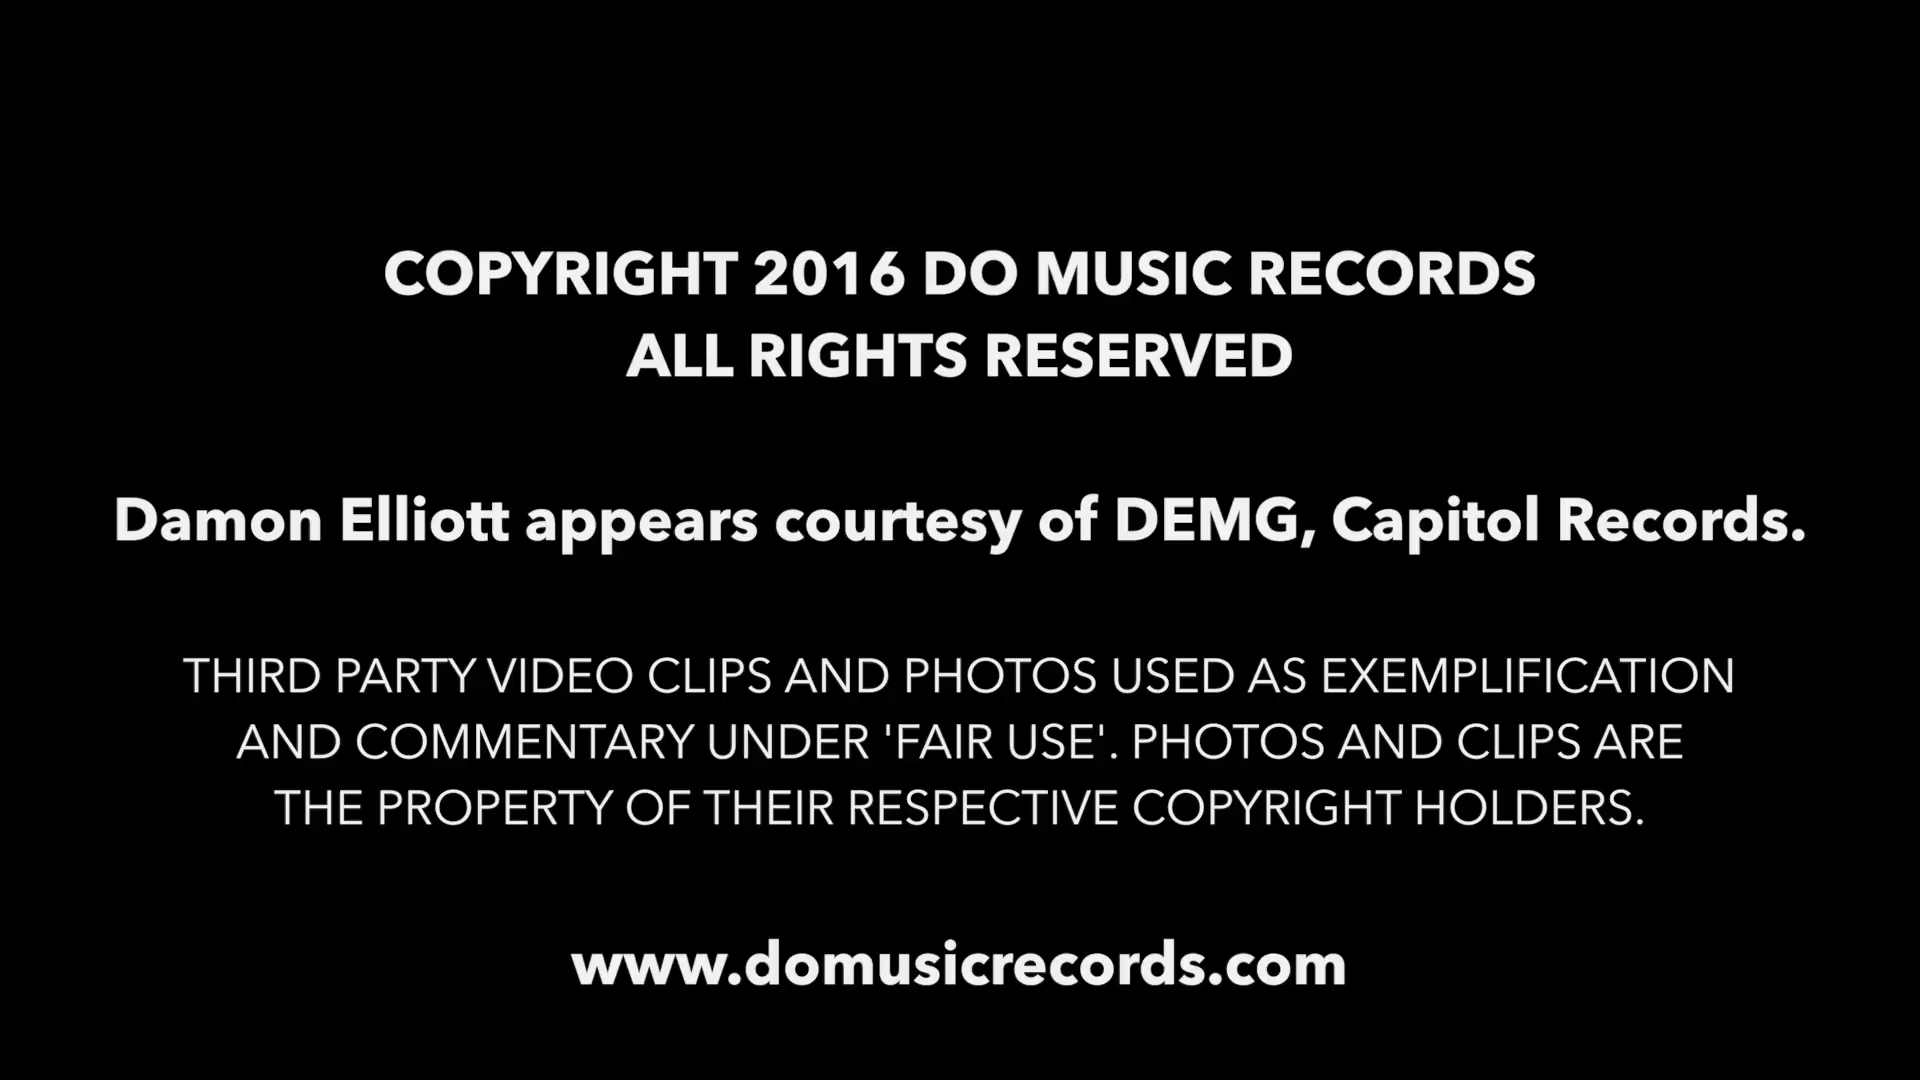 COPYRIGHT 2016 DO MUSIC RECORDS
ALL RIGHTS RESERVED
Damon Elliott appears courtesy of DEMG, Capitol Records.
THIRD PARTY VIDEO CLIPS AND PHOTOS USED AS EXEMPLIFICATION
AND COMMENTARY UNDER 'FAIR USE'. PHOTOS AND CLIPS ARE
THE PROPERTY OF THEIR RESPECTIVE COPYRIGHT HOLDERS.
www.domusicrecords.com